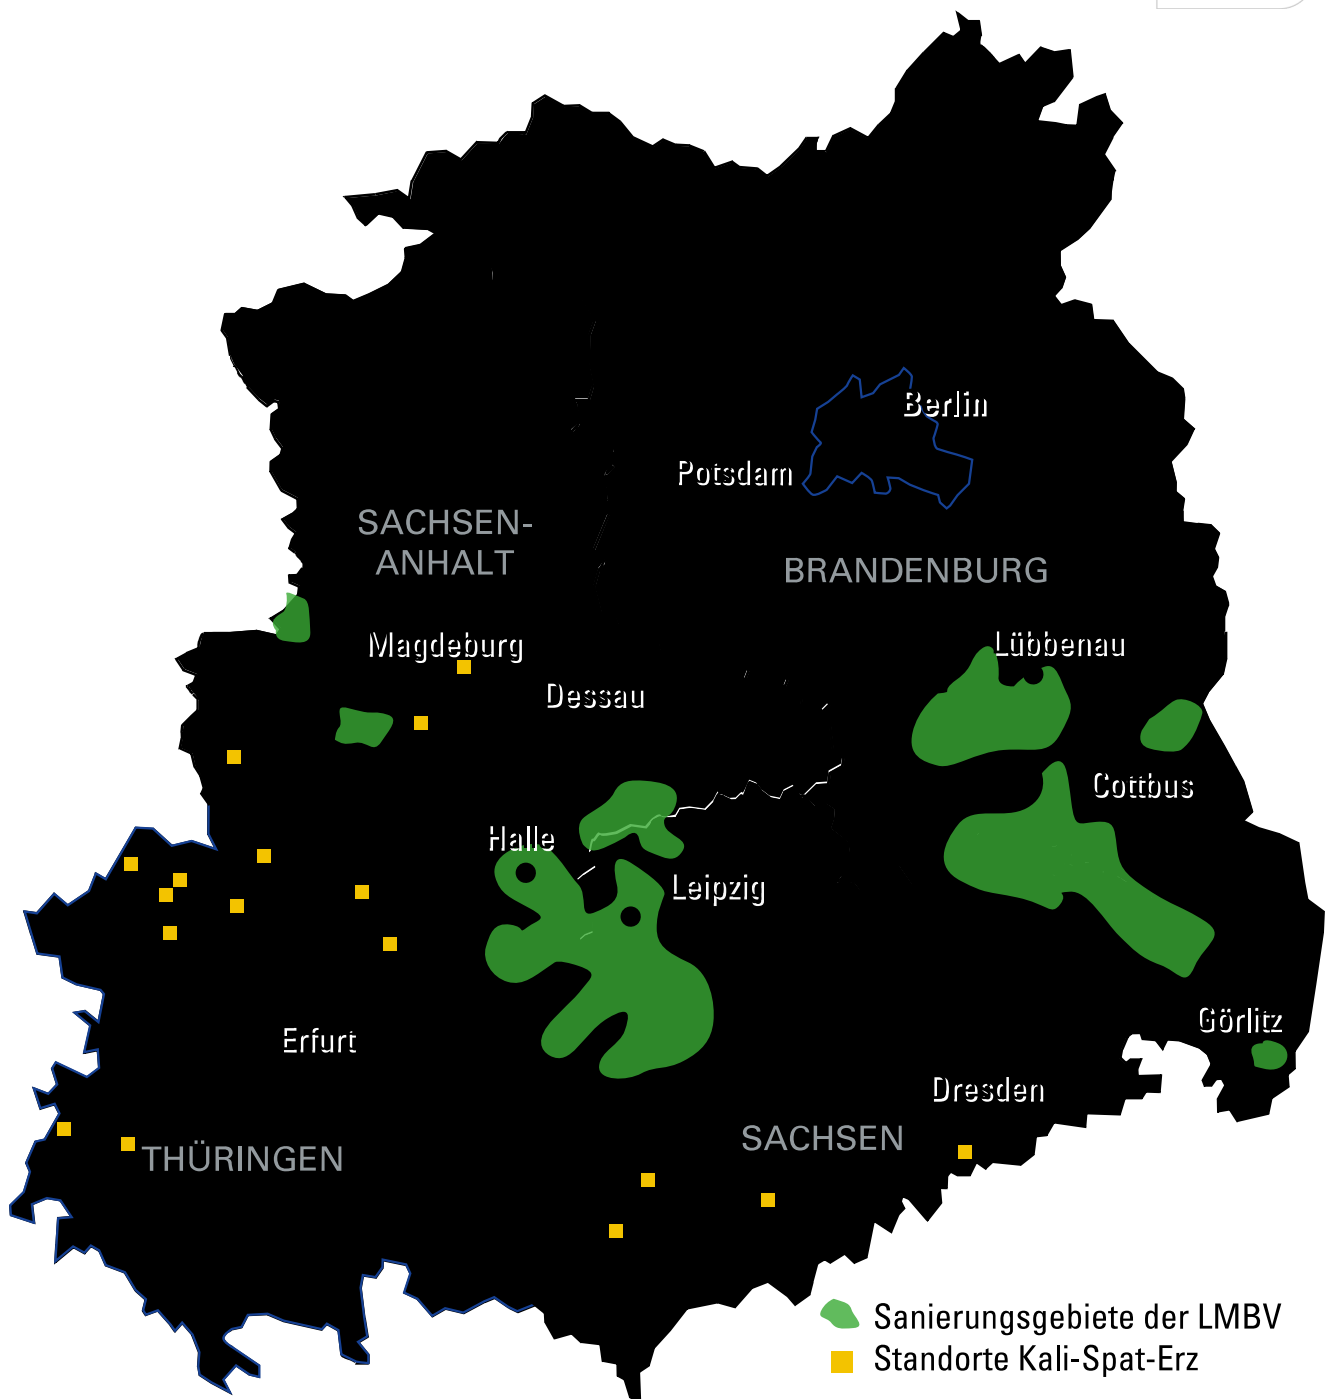 Berlin
Potsdam
SACHSEN-
ANHALT
BRANDENBURG
Magdeburg
Lübbenau
Dessau
Cottbus
Halle
Leipzig
Görlitz
Erfurt
Dresden
SACHSEN
THÜRINGEN
Sanierungsgebiete der LMBV
Standorte Kali-Spat-Erz